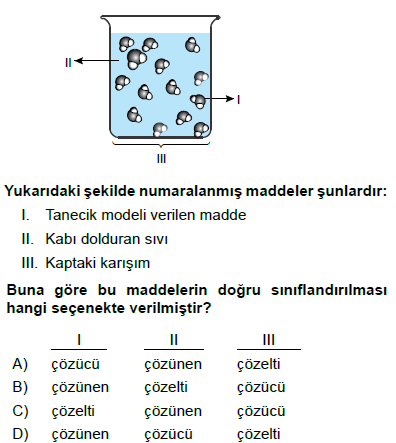 II
I
III
Yukarıdaki şekilde numaralanmış maddeler şunlardır:
I. Tanecik modeli verilen madde
II. Kabı dolduran sıvı
III. Kaptaki karışım
Buna göre bu maddelerin doğru sınıflandırılması
hangi seçenekte verilmiştir?
I II III
A) çözücü çözünen çözelti
B) çözünen çözelti çözücü
C) çözelti çözünen çözücü
D) çözünen çözücü çözelti